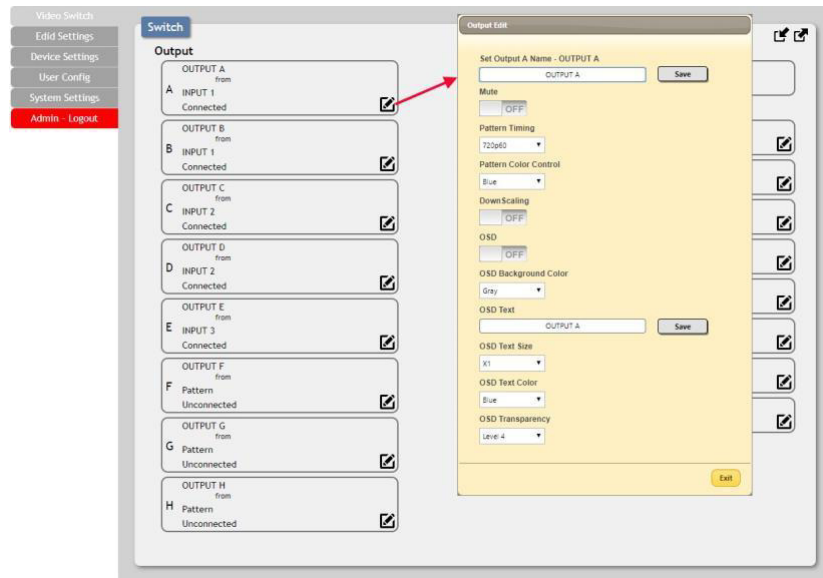 Video Switch
Edid Settings
Device Settings
User Config
System Settings
Admin - Logout
Switch
Output
OUTPUT A
from
A
INPUT 1
Connected
OUTPUT B
from
B
INPUT 1
Connected
OUTPUT C
from
C
INPUT 2
Connected
OUTPUT D
from
D
INPUT 2
Connected
OUTPUT E
from
E
INPUT 3
Connected
OUTPUT F
from
F
Pattern
Unconnected
OUTPUT G
from
G
Pattern
Unconnected
OUTPUT H
from
H
Pattern
Unconnected
Output Edit
Set Output A Name - OUTPUT A
OUTPUT A Save
Mute
OFF
Pattern Timing
720p60
Pattern Color Control
Blue
DownScaling
OFF
OSD
OFF
OSD Background Color
Gray
OSD Text
OUTPUT A Save
OSD Text Size
X1
OSD Text Color
Blue
OSD Transparency
Level 4
Exit